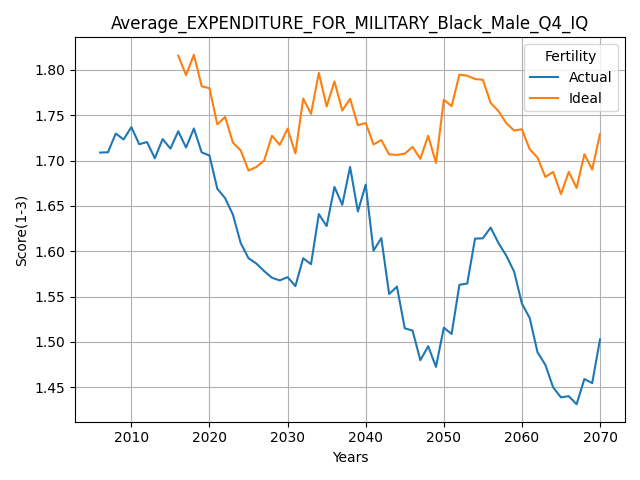 Average_EXPENDITURE_FOR_MILITARY_Black_Male_Q4_IQ
Fertility
Actual
Ideal
Score(1-3)
1.80
1.75
1.70
1.65
1.60
1.55
1.50
1.45
2010 2020 2030 2040 2050 2060 2070
Years